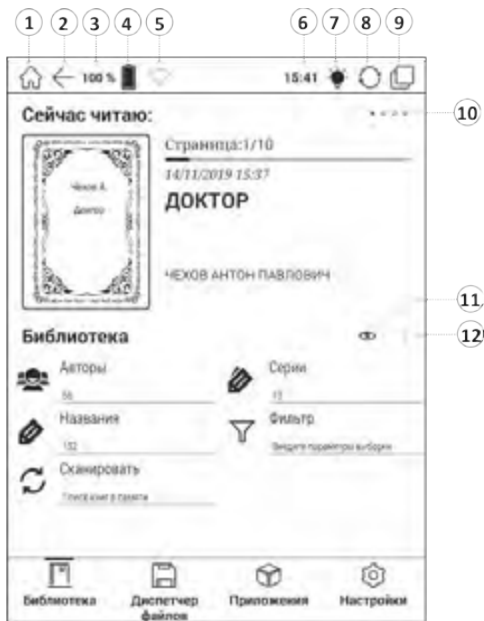 1 2 3 4 5 6 7 8 9
100 % 15:41
Сейчас читаю:
10
Страница:1/10
14/11/2019 15:37
Чехов А.
Доктор
ДОКТОР
ЧЕХОВ АНТОН ПАВЛОВИЧ
11
Библиотека
12
Авторы
56
Серии
13
Названия
132
Фильтр
Введите параметры выборки
Сканировать
Поиск книг в памяти
Библиотека Диспетчер файлов Приложения Настройки